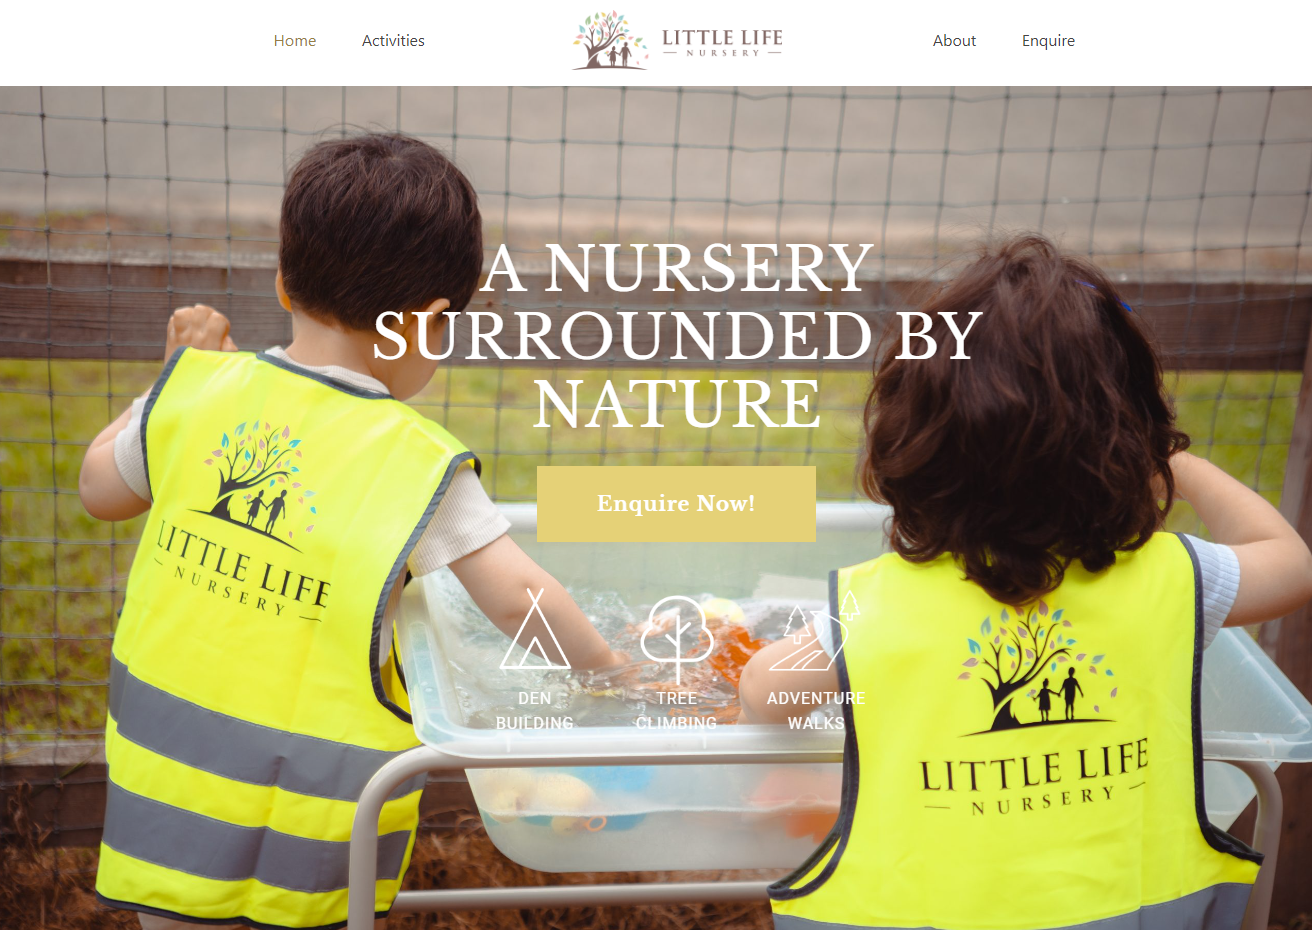 Home
Activities
LITTLE LIFE
NURSERY
About
Enquire
A NURSERY
SURROUNDED BY
NATURE
Enquire Now!
DEN
BUILDING
TREE
CLIMBING
ADVENTURE
WALKS
LITTLE LIFE
NURSERY
LITTLE LIFE
NURSERY